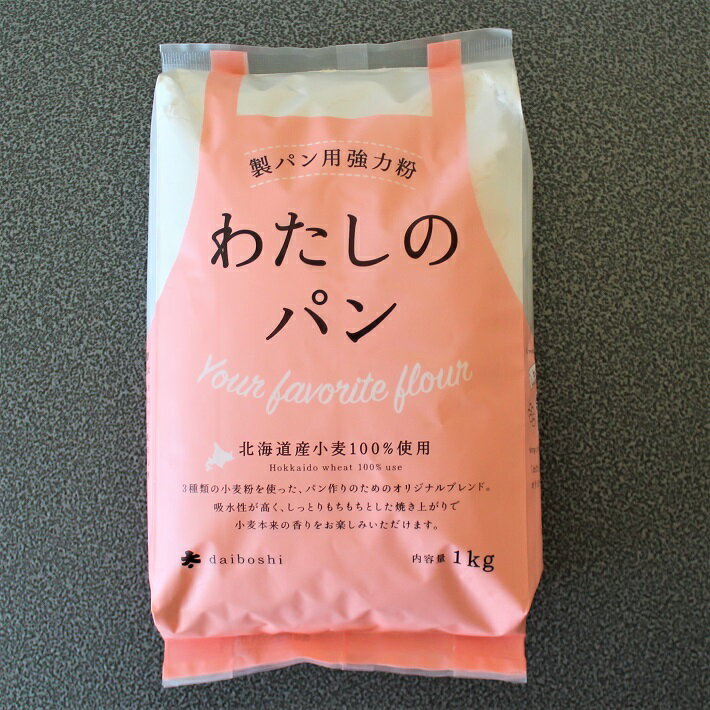 製パン用強力粉
わたしの
パン
Your favorite flour
北海道産小麦100%使用
Hokkaido wheat 100% use
3種類の小麦粉を使った、パン作りのためのオリジナルブレンド。
吸水性が高く、しっとりもちもちとした焼き上がりで
小麦本来の香りをお楽しみいただけます。
daiboshi
内容量 1kg